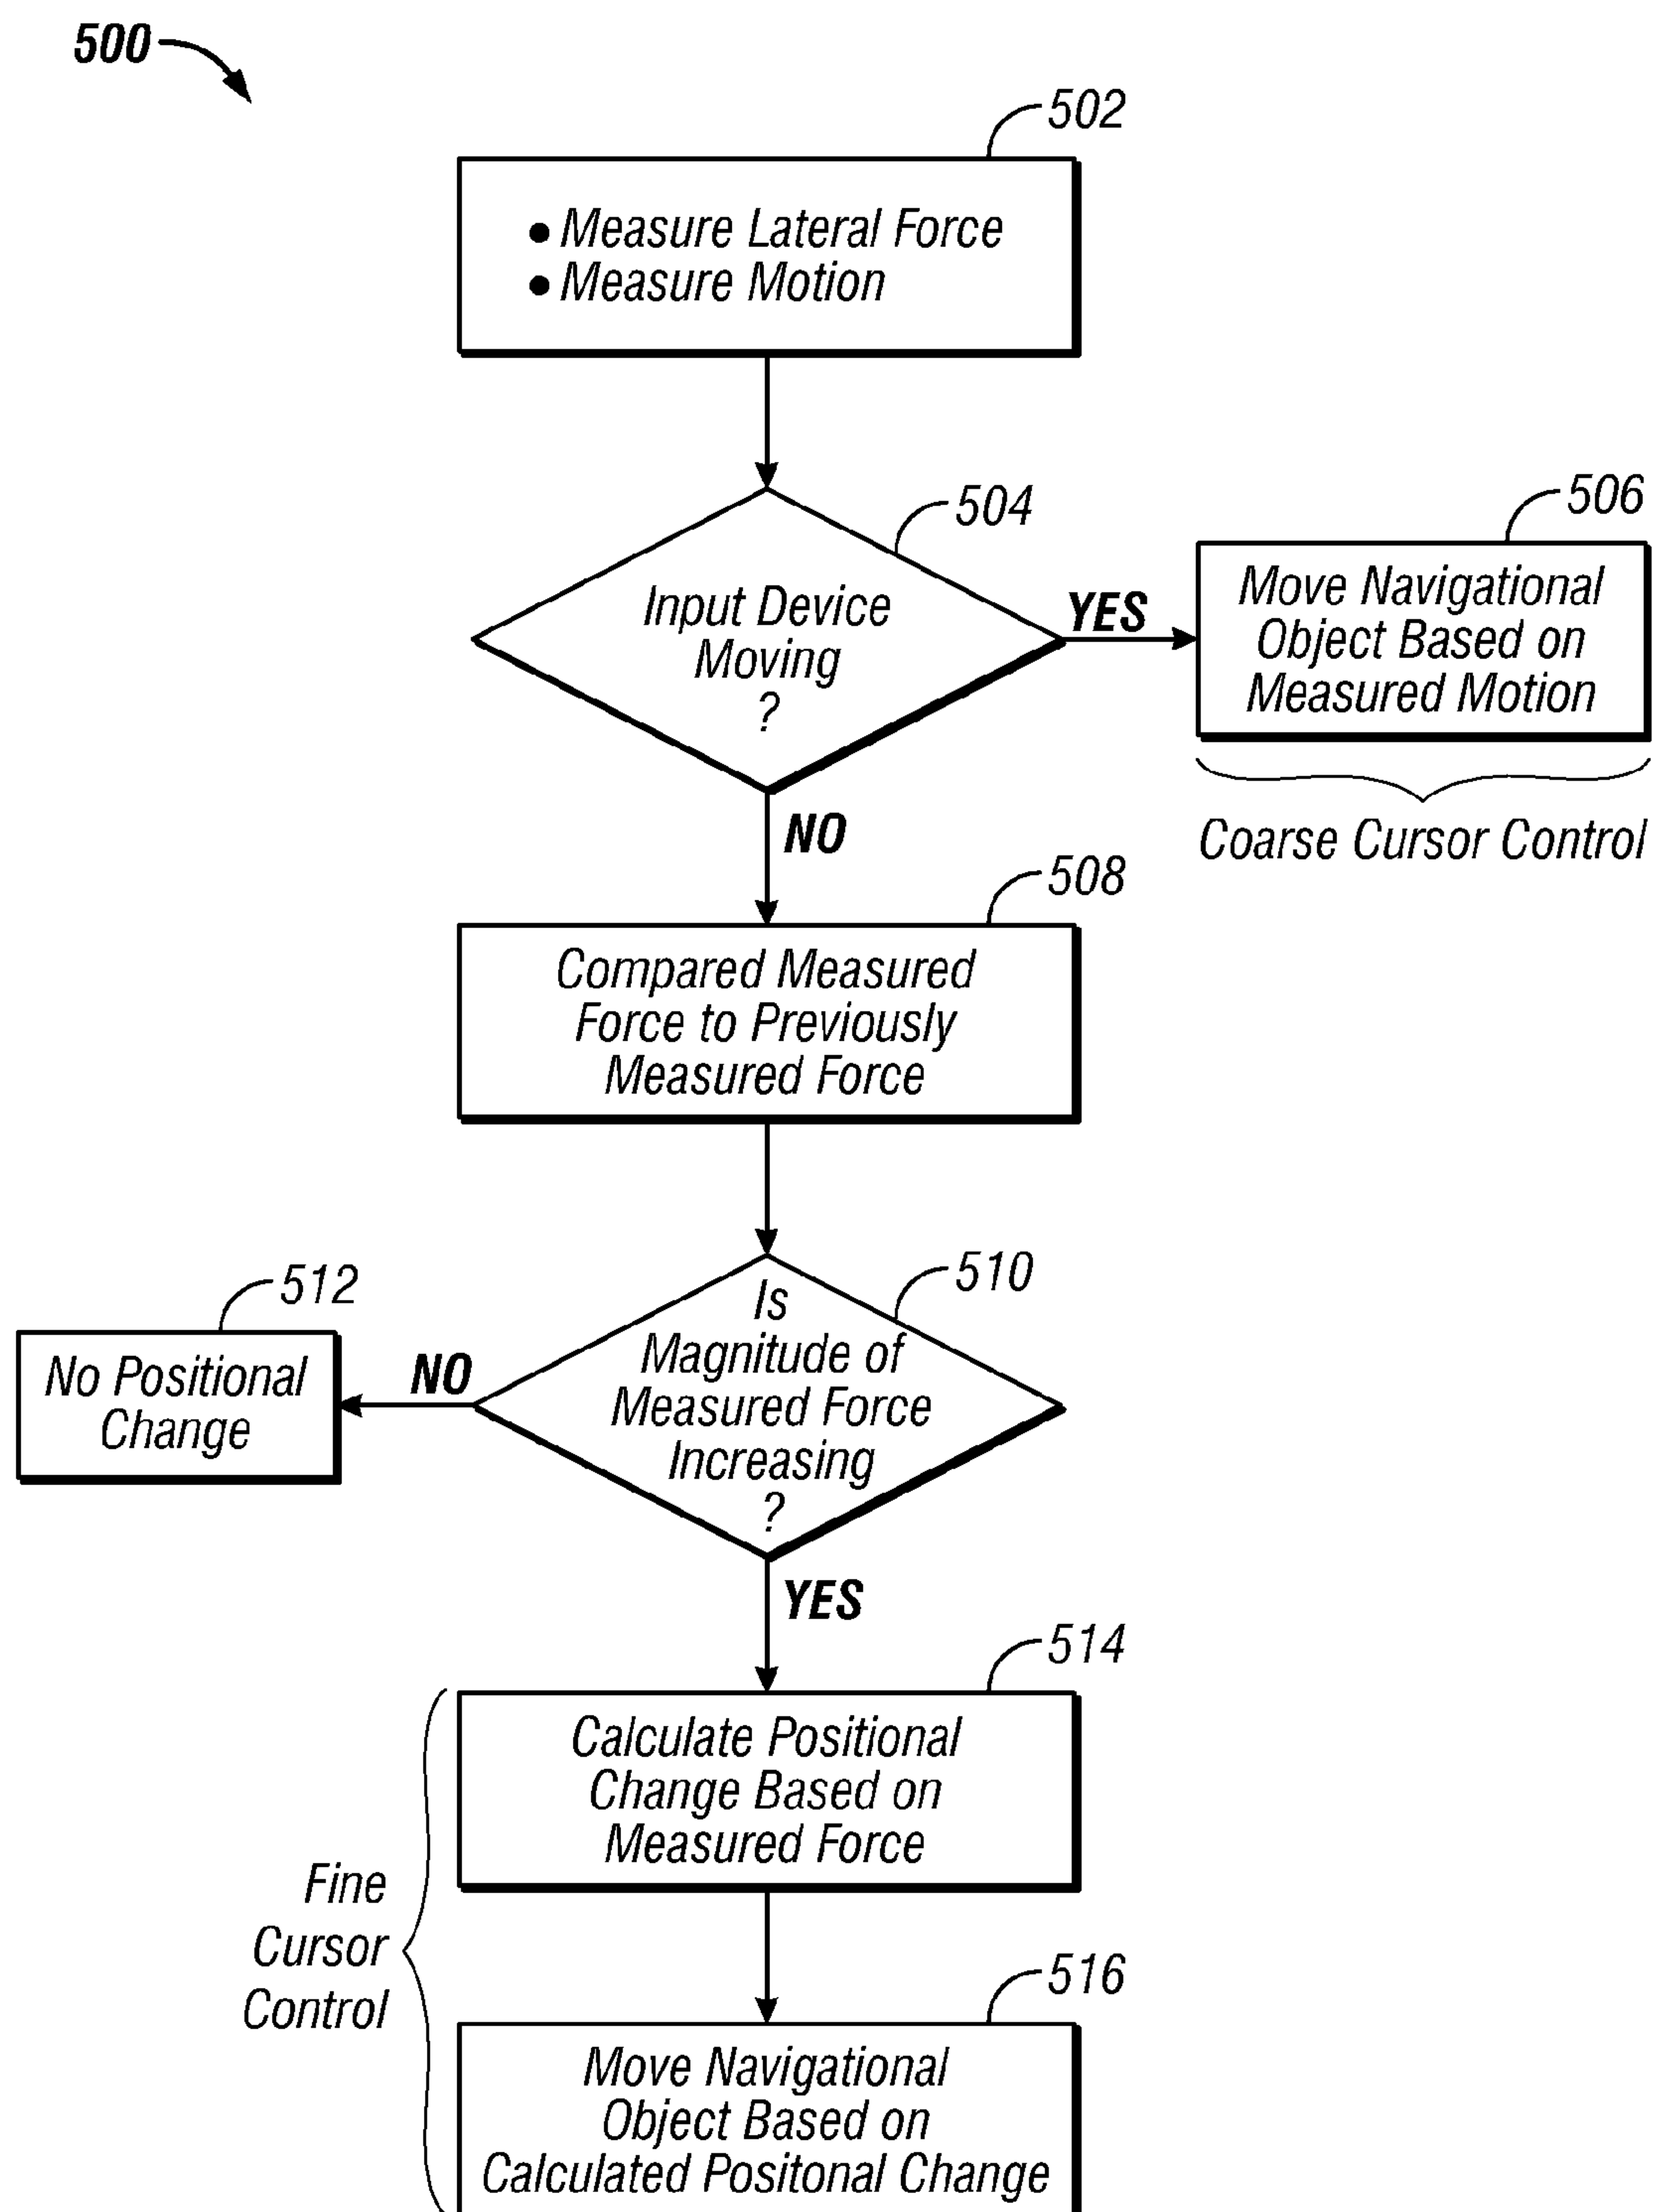 500
502
• Measure Lateral Force
• Measure Motion
504
Input Device
Moving
?
YES
506
Move Navigational
Object Based on
Measured Motion
Coarse Cursor Control
NO
508
Compared Measured
Force to Previously
Measured Force
510
Is
Magnitude of
Measured Force
Increasing
?
NO
512
No Positional
Change
YES
514
Calculate Positional
Change Based on
Measured Force
Fine
Cursor
Control
516
Move Navigational
Object Based on
Calculated Positonal Change